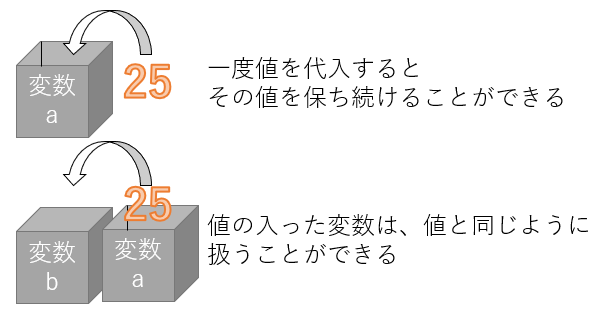 変数
a
25
一度値を代入すると
その値を保ち続けることができる
変数
b
変数
a
25
値の入った変数は、値と同じように
扱うことができる